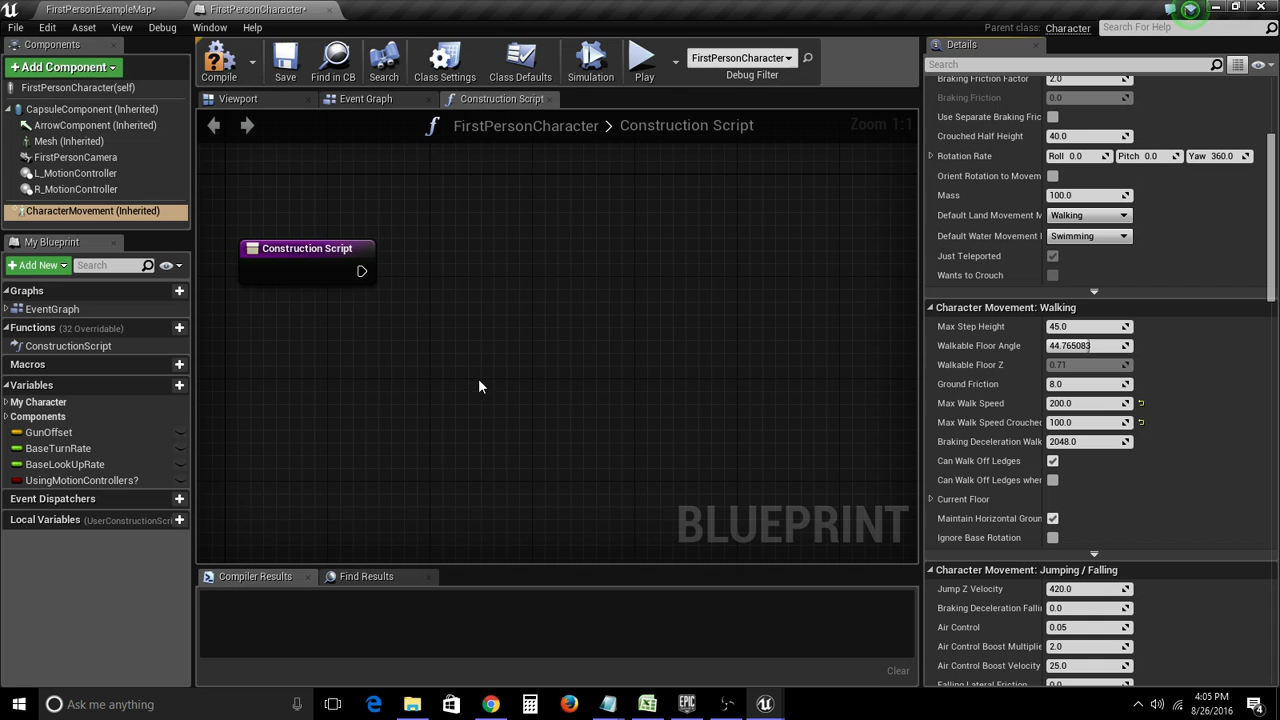 FirstPersonExampleMap•
FirstPersonCharacter•
File Edit Asset View Debug Window Help
Parent class: Character Search For Help
Components
+ Add Component
FirstPersonCharacter(self)
CapsuleComponent (Inherited)
ArrowComponent (Inherited)
Mesh (Inherited)
FirstPersonCamera
L_MotionController
R_MotionController
CharacterMovement (Inherited)
My Blueprint
+ Add New Search
Graphs
EventGraph
Functions (32 Overridable)
ConstructionScript
Macros
Variables
My Character
Components
GunOffset
BaseTurnRate
BaseLookUpRate
UsingMotionControllers?
Event Dispatchers
Local Variables (UserConstructionScri
Compile Save Find in CB Search Class Settings Class Defaults Simulation Play
FirstPersonCharacter
Debug Filter
Viewport Event Graph Construction Script
FirstPersonCharacter > Construction Script Zoom 1:1
Construction Script
BLUEPRINT
Compiler Results Find Results
Clear
Details
Search
Braking Friction Factor 2.0
Braking Friction 0.0
Use Separate Braking Fric
Crouched Half Height 40.0
Rotation Rate Roll 0.0 Pitch 0.0 Yaw 360.0
Orient Rotation to Movem
Mass 100.0
Default Land Movement M Walking
Default Water Movement Swimming
Just Teleported
Wants to Crouch
Character Movement: Walking
Max Step Height 45.0
Walkable Floor Angle 44.765083
Walkable Floor Z 0.71
Ground Friction 8.0
Max Walk Speed 200.0
Max Walk Speed Crouched 100.0
Braking Deceleration Walk 2048.0
Can Walk Off Ledges
Can Walk Off Ledges when
Current Floor
Maintain Horizontal Groun
Ignore Base Rotation
Character Movement: Jumping / Falling
Jump Z Velocity 420.0
Braking Deceleration Falli 0.0
Air Control 0.05
Air Control Boost Multiplie 2.0
Air Control Boost Velocity 25.0
Falling Lateral Friction 0.0
Ask me anything
EPIC
4:05 PM
8/26/2016